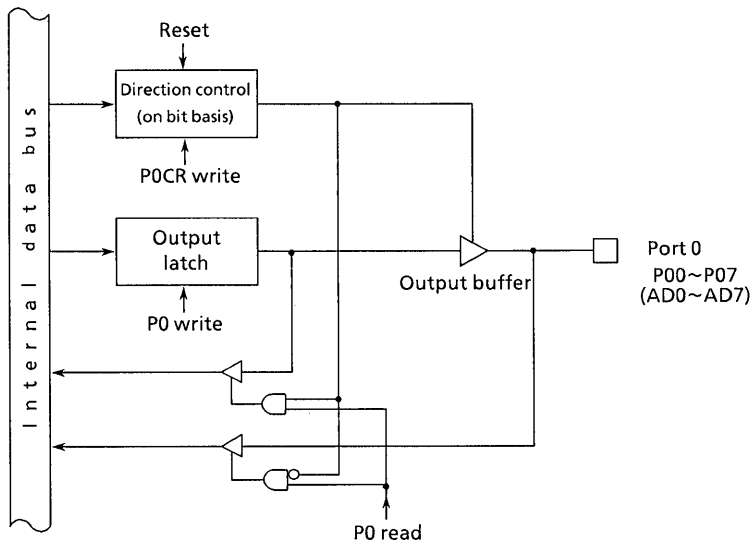 Reset
Direction control
(on bit basis)
P0CR write
Internal data bus
Output
latch
P0 write
Output buffer
Port 0
P00~P07
(AD0~AD7)
P0 read